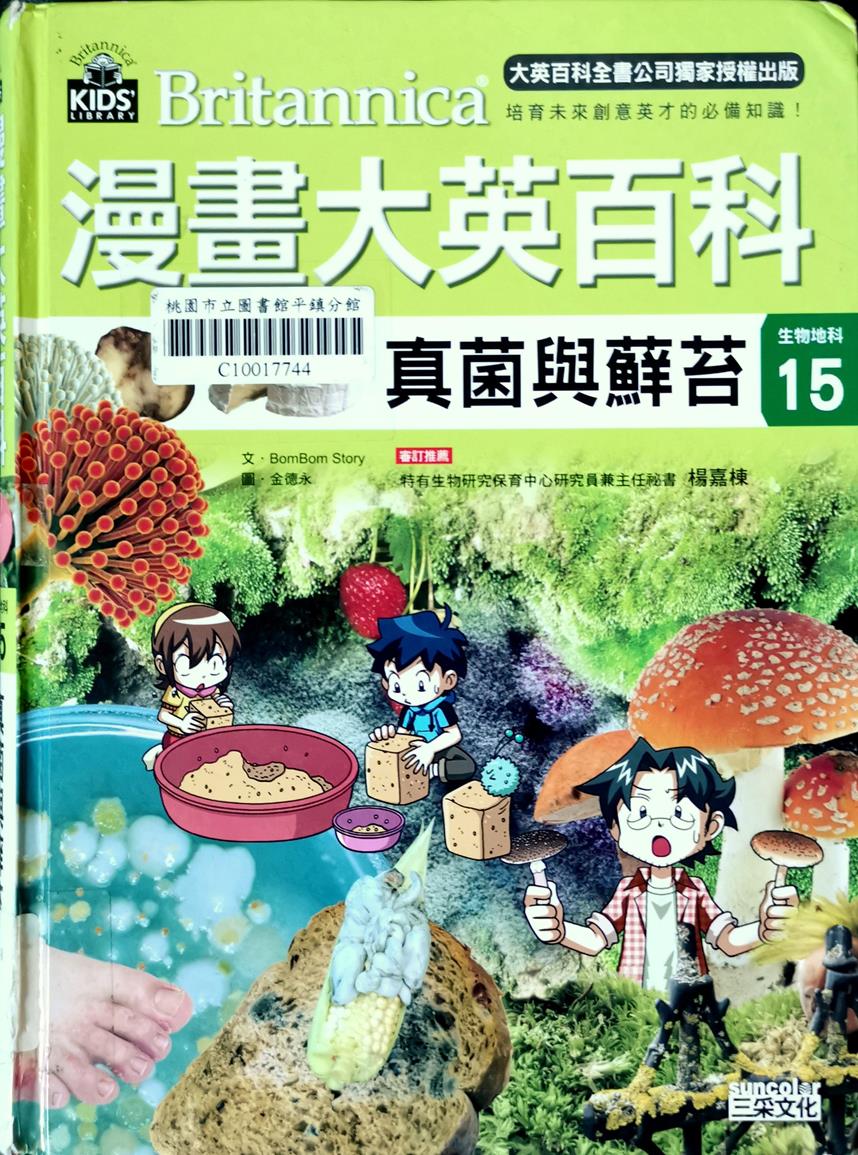 Britannica
KIDS'
LIBRARY
Britannica®
大英百科全書公司獨家授權出版
培育未來創意英才的必備知識！
漫畫大英百科
桃園市立圖書館平鎮分館
C10017744
真菌與蘚苔
生物地科
15
文·BomBom Story
圖·金德永
審訂推薦
特有生物研究保育中心研究員兼主任祕書 楊嘉棟
suncolor
三采文化